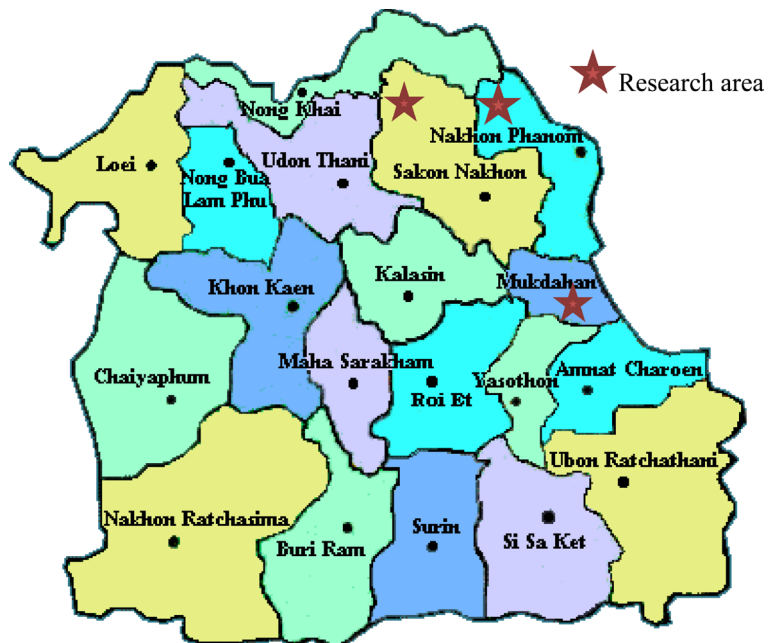 Research area
Nong Khai
Nakhon Phanom
Loei
Udon Thani
Sakon Nakhon
Nong Bua
Lam Phu
Khon Kaen
Kalasin
Mukdahan
Maha Sarakham
Chaiyaphum
Roi Et
Yasothon
Amnat Charoen
Ubon Ratchathani
Nakhon Ratchasima
Buri Ram
Surin
Si Sa Ket